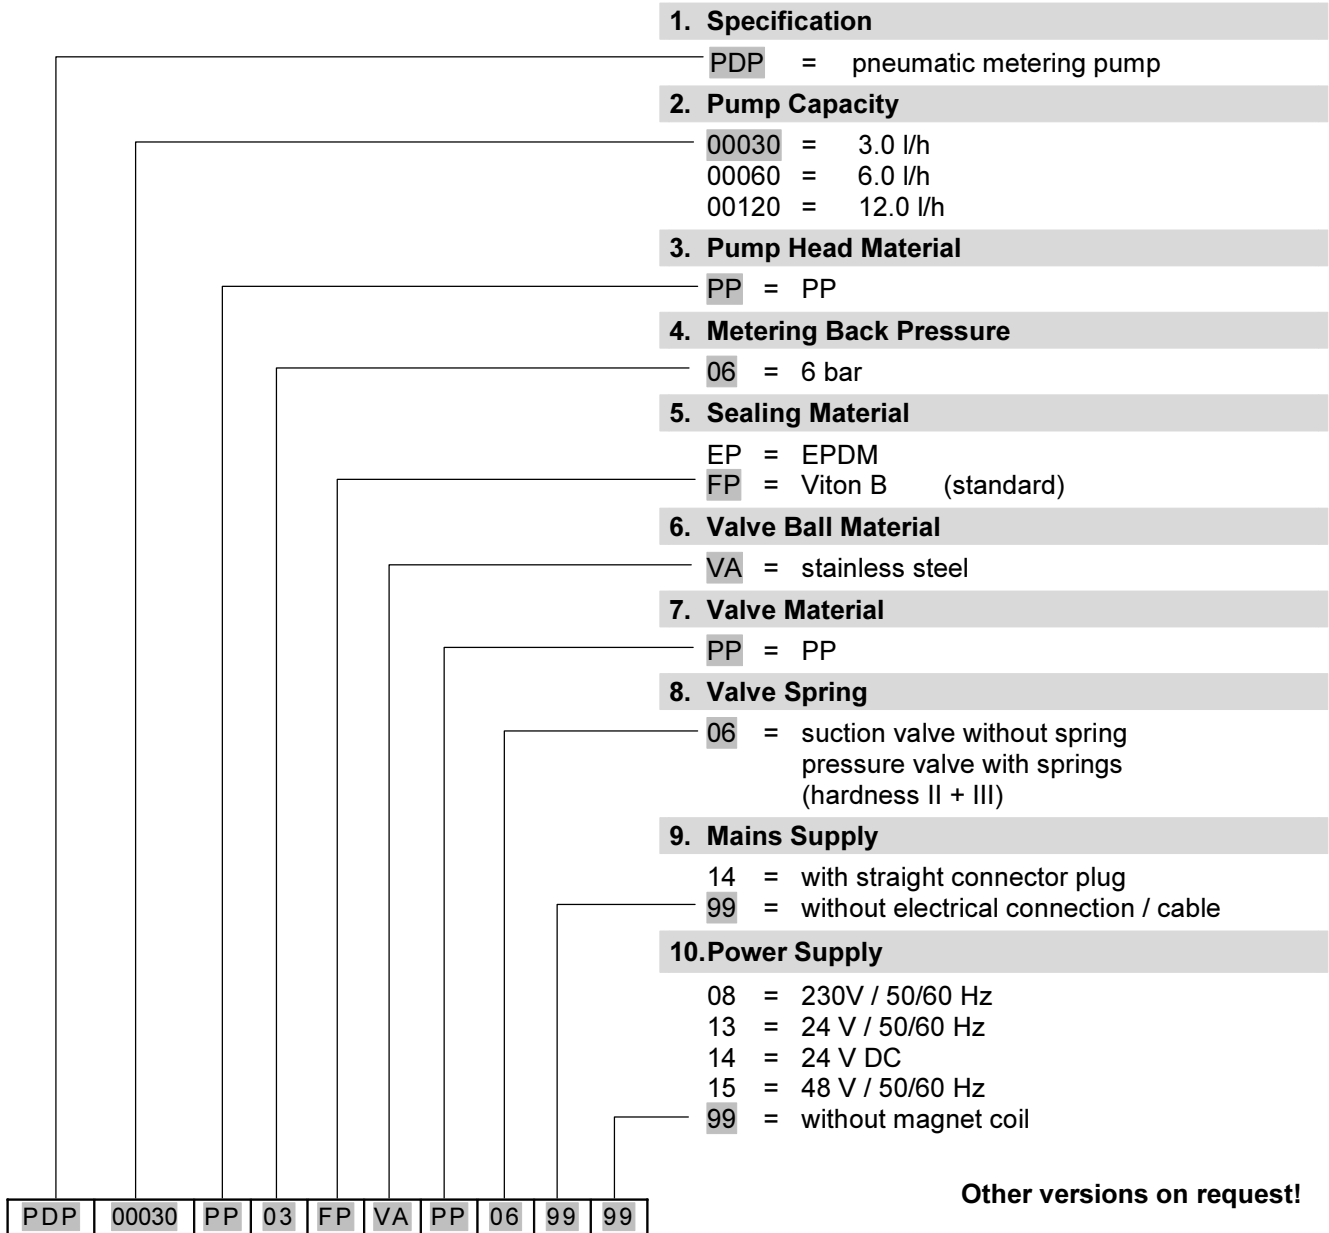 1. Specification
PDP = pneumatic metering pump
2. Pump Capacity
00030 = 3.0 l/h
00060 = 6.0 l/h
00120 = 12.0 l/h
3. Pump Head Material
PP = PP
4. Metering Back Pressure
06 = 6 bar
5. Sealing Material
EP = EPDM
FP = Viton B (standard)
6. Valve Ball Material
VA = stainless steel
7. Valve Material
PP = PP
8. Valve Spring
06 = suction valve without spring
pressure valve with springs
(hardness II + III)
9. Mains Supply
14 = with straight connector plug
99 = without electrical connection / cable
10. Power Supply
08 = 230V / 50/60 Hz
13 = 24 V / 50/60 Hz
14 = 24 V DC
15 = 48 V / 50/60 Hz
99 = without magnet coil
Other versions on request!
PDP 00030 PP 03 FP VA PP 06 99 99